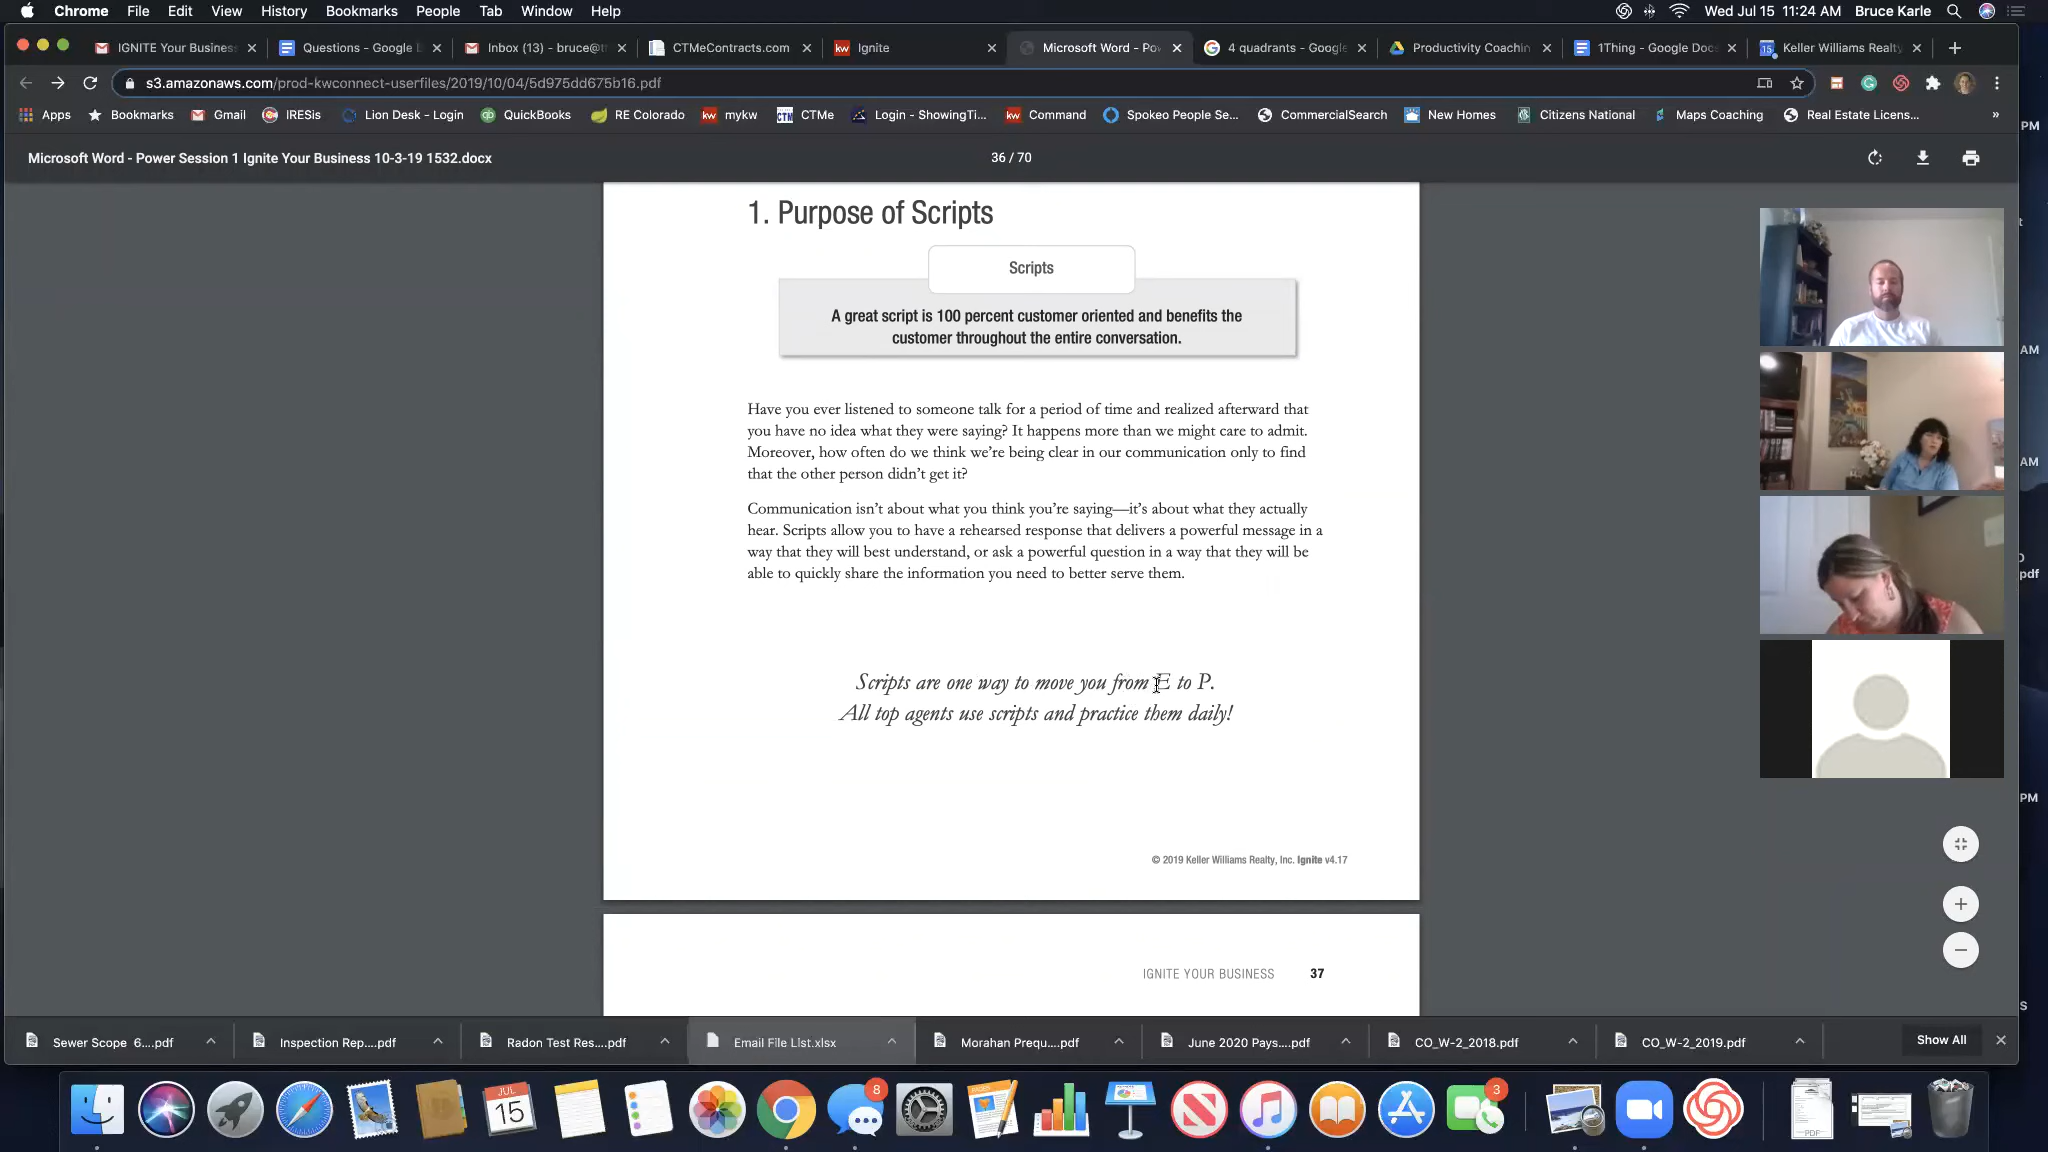 Chrome File Edit View History Bookmarks People Tab Window Help
Wed Jul 15 11:24 AM Bruce Karle
IGNITE Your Business
Questions - Google
Inbox (13) - bruce@t
CTMeContracts.com
Ignite
Microsoft Word - Po
4 quadrants - Google
Productivity Coachin
1Thing - Google Doc
Keller Williams Realty
s3.amazonaws.com/prod-kwconnect-userfiles/2019/10/04/5d975dd675b16.pdf
Apps Bookmarks Gmail IRESis Lion Desk - Login QuickBooks RE Colorado mykw CTMe Login - ShowingTi... Command Spokeo People Se... CommercialSearch New Homes Citizens National Maps Coaching Real Estate Licens... »
Microsoft Word - Power Session 1 Ignite Your Business 10-3-19 1532.docx
36 / 70
1. Purpose of Scripts
Scripts
A great script is 100 percent customer oriented and benefits the
customer throughout the entire conversation.
Have you ever listened to someone talk for a period of time and realized afterward that
you have no idea what they were saying? It happens more than we might care to admit.
Moreover, how often do we think we're being clear in our communication only to find
that the other person didn't get it?
Communication isn't about what you think you're saying—it's about what they actually
hear. Scripts allow you to have a rehearsed response that delivers a powerful message in a
way that they will best understand, or ask a powerful question in a way that they will be
able to quickly share the information you need to better serve them.
Scripts are one way to move you from E to P.
All top agents use scripts and practice them daily!
© 2019 Keller Williams Realty, Inc. Ignite v4.17
IGNITE YOUR BUSINESS 37
PM
AM
AM
pdf
PM
S
Sewer Scope 6....pdf
Inspection Rep....pdf
Radon Test Res....pdf
Email File LIst.xlsx
Morahan Prequ....pdf
June 2020 Pays....pdf
CO_W-2_2018.pdf
CO_W-2_2019.pdf
Show All
JUL
15
8
3
PAGES
PDF